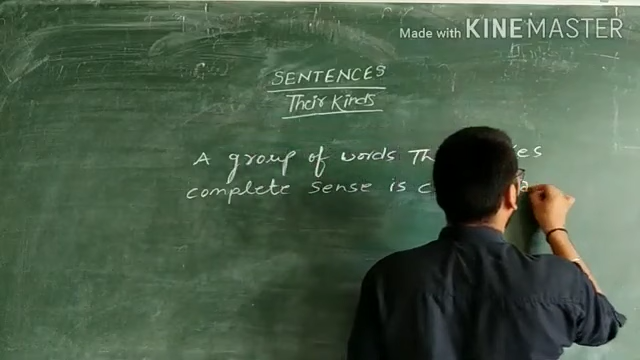 Made with KINEMASTER
SENTENCES
Their Kinds
A group of words
complete sense is